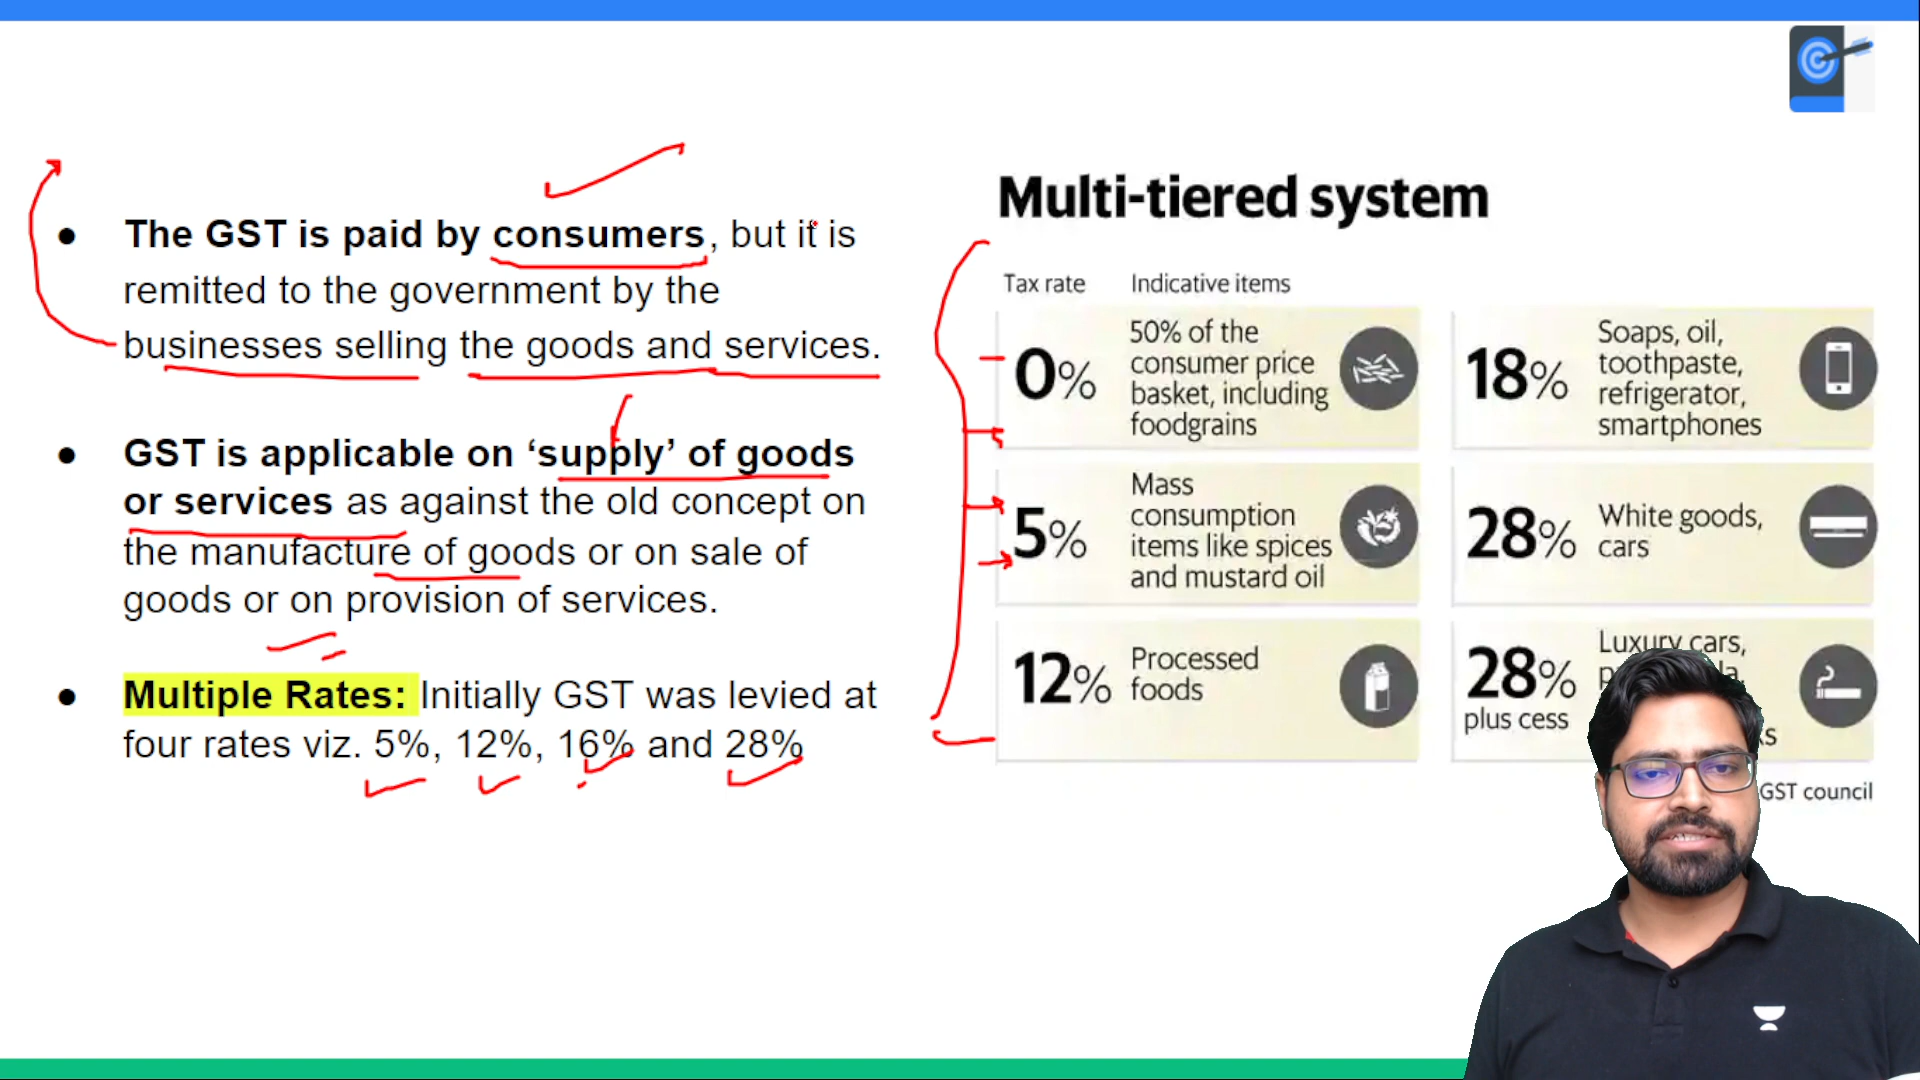 ● The GST is paid by consumers, but it is
remitted to the government by the
businesses selling the goods and services.
● GST is applicable on ‘supply’ of goods
or services as against the old concept on
the manufacture of goods or on sale of
goods or on provision of services.
● Multiple Rates: Initially GST was levied at
four rates viz. 5%, 12%, 16% and 28%
Multi-tiered system
Tax rate Indicative items
0%
50% of the
consumer price
basket, including
foodgrains
5%
Mass
consumption
items like spices
and mustard oil
12%
Processed
foods
18%
Soaps, oil,
toothpaste,
refrigerator,
smartphones
28%
White goods,
cars
28%
plus cess
Luxury cars,
GST council